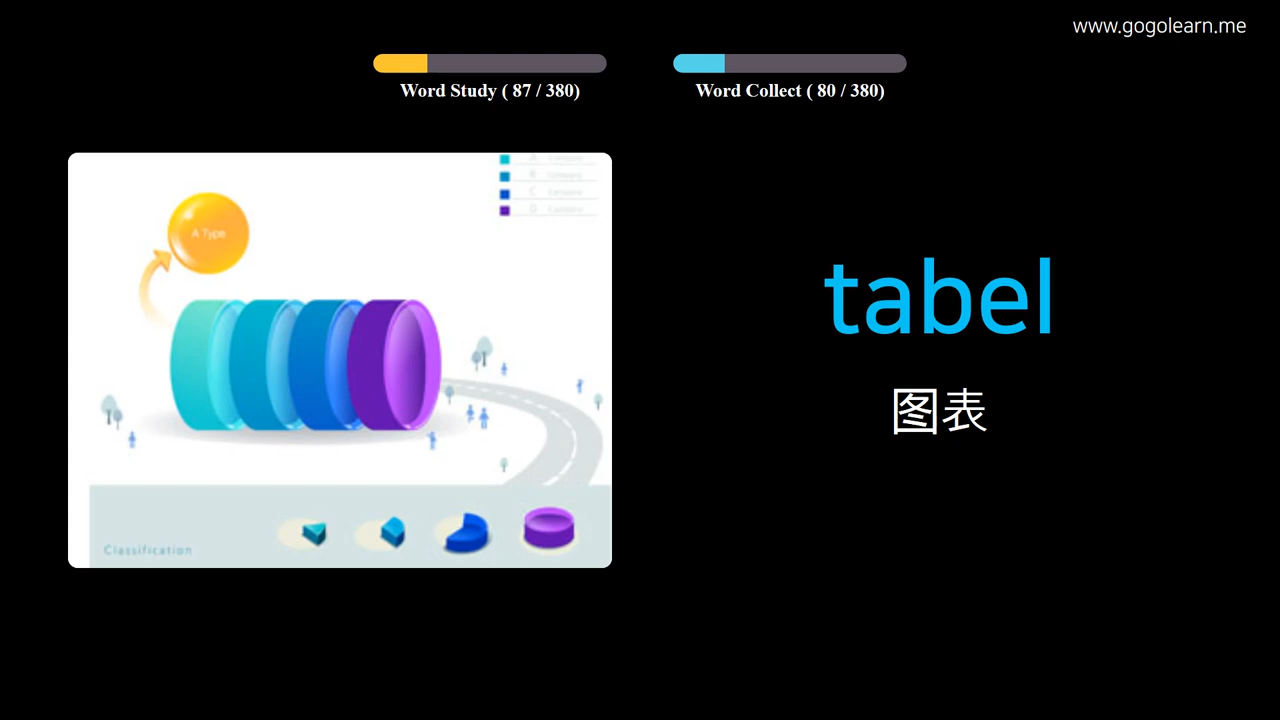 www.gogolearn.me
Word Study ( 87 / 380)
Word Collect ( 80 / 380)
A
B
C
D
A Type
tabel
图表
Classification